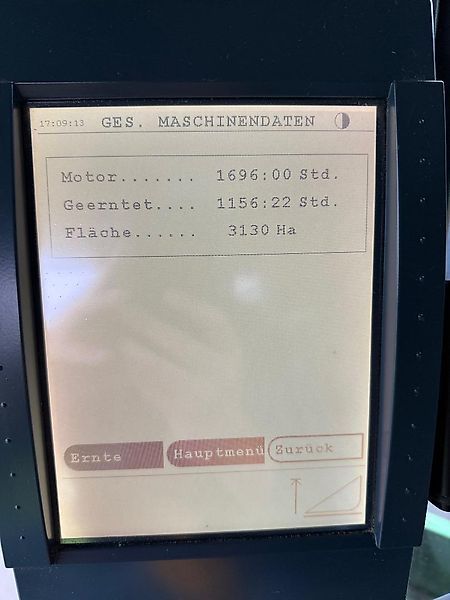 17:09:13 GES. MASCHINENDATEN
Motor....... 1696:00 Std.
Geerntet.... 1156:22 Std.
Fläche...... 3130 Ha
Ernte Hauptmenü Zurück